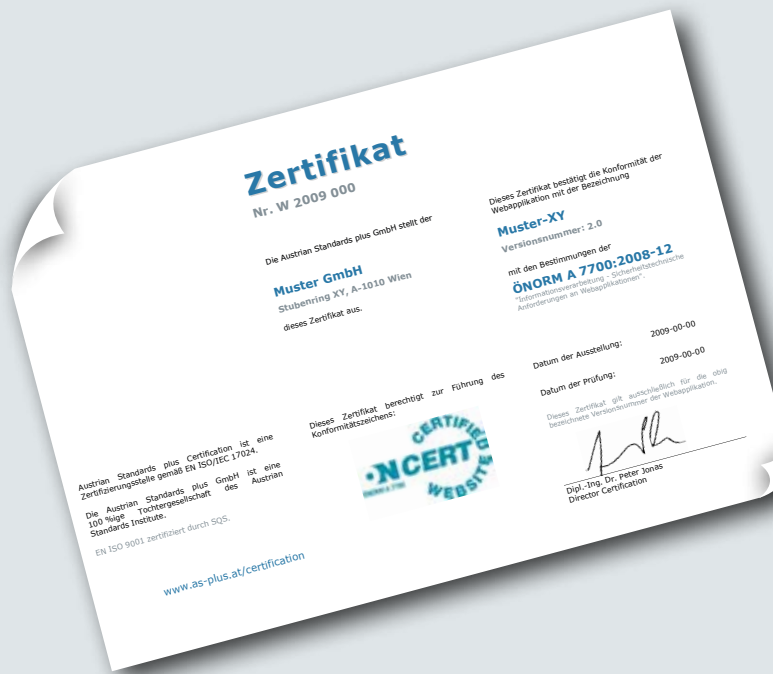 Zertifikat
Nr. W 2009 000
Die Austrian Standards plus GmbH stellt der
Muster GmbH
Stubenring XY, A-1010 Wien
dieses Zertifikat aus.
Dieses Zertifikat bestätigt die Konformität der
Webapplikation mit der Bezeichnung
Muster-XY
Versionsnummer: 2.0
mit den Bestimmungen der
ÖNORM A 7700:2008-12
"Informationsverarbeitung - Sicherheitstechnische
Anforderungen an Webapplikationen".
Datum der Ausstellung: 2009-00-00
Datum der Prüfung: 2009-00-00
Dieses Zertifikat gilt ausschließlich für die obig
bezeichnete Versionsnummer der Webapplikation.
Dipl.-Ing. Dr. Peter Jonas
Director Certification
Dieses Zertifikat berechtigt zur Führung des
Konformitätszeichens:
CERTIFIED
ON CERT
ÖNORM A 7700
WEBSITE
Austrian Standards plus Certification ist eine
Zertifizierungsstelle gemäß EN ISO/IEC 17024.
Die Austrian Standards plus GmbH ist eine
100 %ige Tochtergesellschaft des Austrian
Standards Institute.
EN ISO 9001 zertifiziert durch SQS.
www.as-plus.at/certification